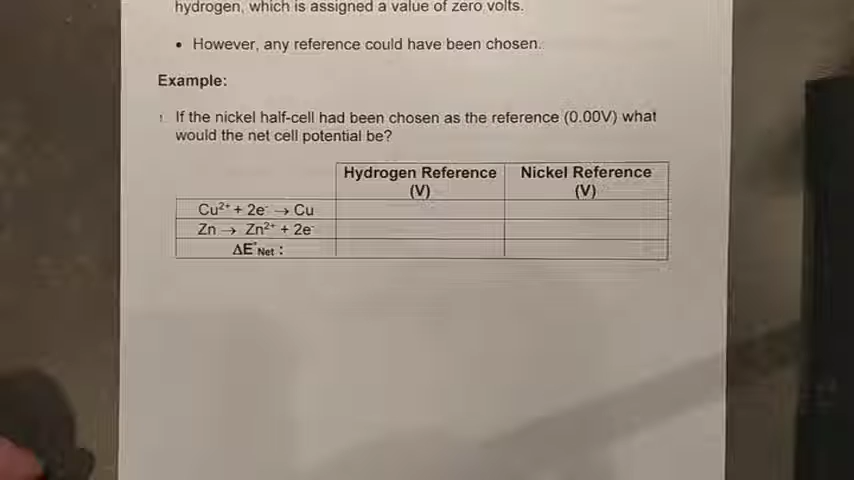 hydrogen, which is assigned a value of zero volts.
• However, any reference could have been chosen.
Example:
1 If the nickel half-cell had been chosen as the reference (0.00V) what
would the net cell potential be?
Hydrogen Reference (V) Nickel Reference (V)
Cu²⁺ + 2e⁻ → Cu
Zn → Zn²⁺ + 2e⁻
ΔE° Net :